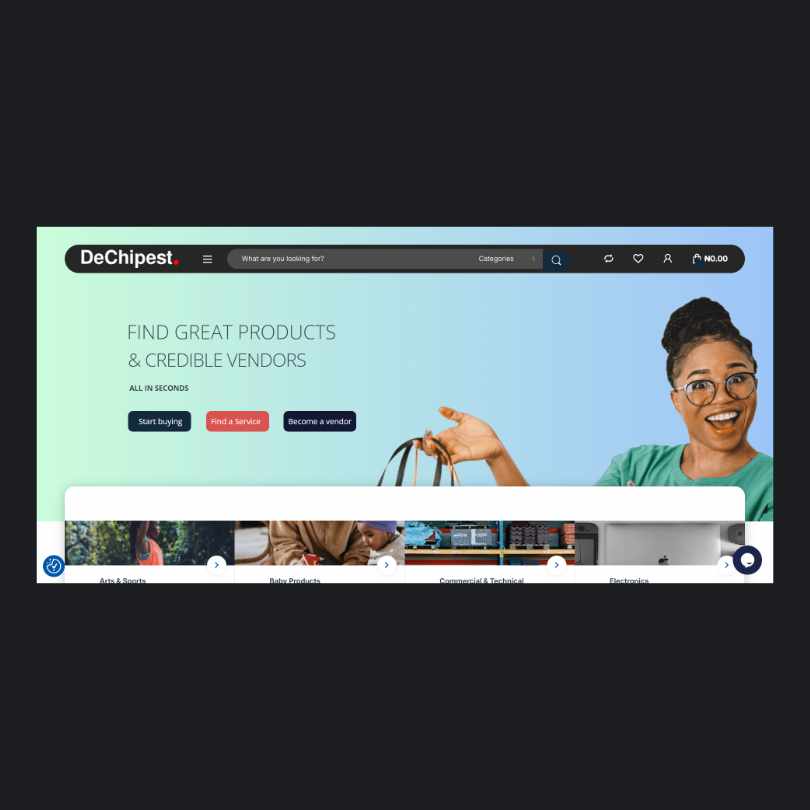 DeChipest.
What are you looking for?
Categories
₦0.00
FIND GREAT PRODUCTS
& CREDIBLE VENDORS
ALL IN SECONDS
Start buying
Find a Service
Become a vendor
Arts & Sports
Baby Products
Commercial & Technical
Electronics